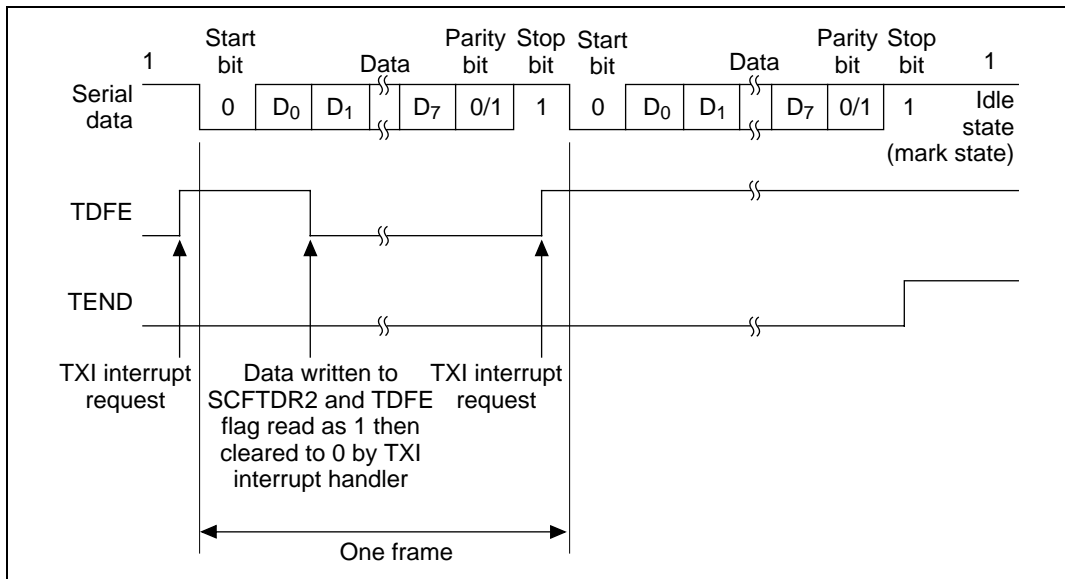 Start bit Data Parity bit Stop bit Start bit Data Parity bit Stop bit
1 1
Serial data 0 D0 D1 D7 0/1 1 0 D0 D1 D7 0/1 1 Idle state (mark state)
TDFE
TEND
TXI interrupt request
Data written to
SCFTDR2 and TDFE
flag read as 1 then
cleared to 0 by TXI
interrupt handler
TXI interrupt request
One frame